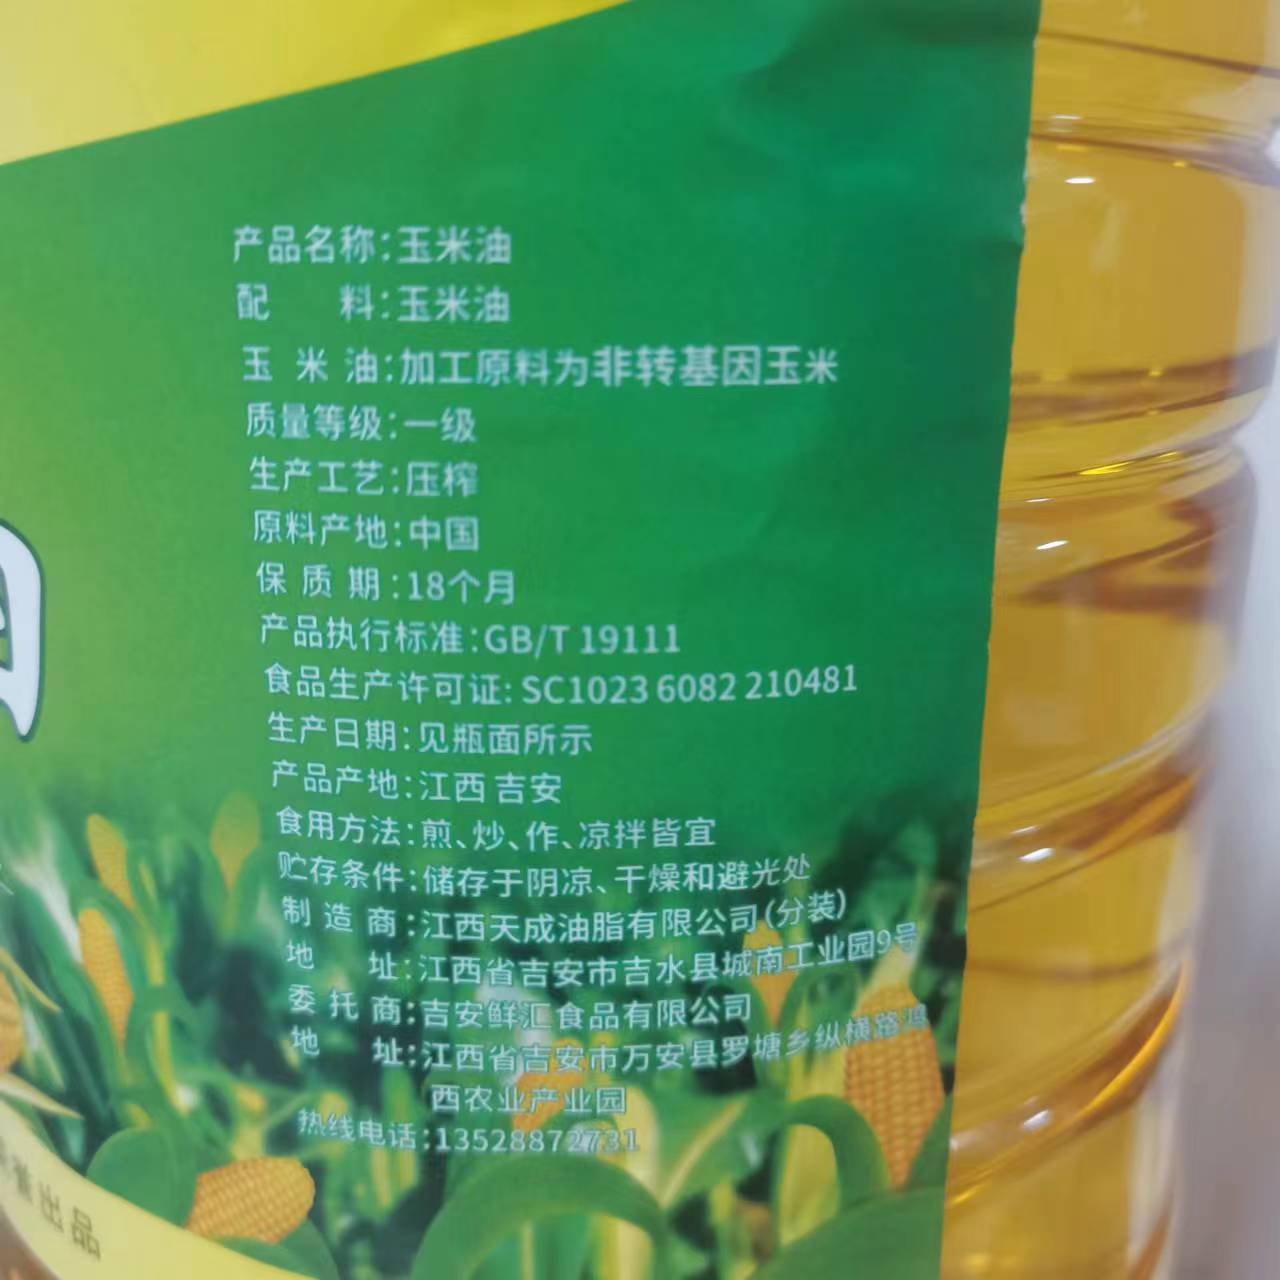 产品名称：玉米油
配 料：玉米油
玉 米 油：加工原料为非转基因玉米
质量等级：一级
生产工艺：压榨
原料产地：中国
保 质 期：18个月
产品执行标准：GB/T 19111
食品生产许可证：SC1023 6082 210481
生产日期：见瓶面所示
产品产地：江西 吉安
食用方法：煎、炒、作、凉拌皆宜
贮存条件：储存于阴凉、干燥和避光处
制 造 商：江西天成油脂有限公司（分装）
地 址：江西省吉安市吉水县城南工业园9号
委 托 商：吉安鲜汇食品有限公司
地 址：江西省吉安市万安县罗塘乡纵横路
西农业产业园
热线电话：13528872731
出品